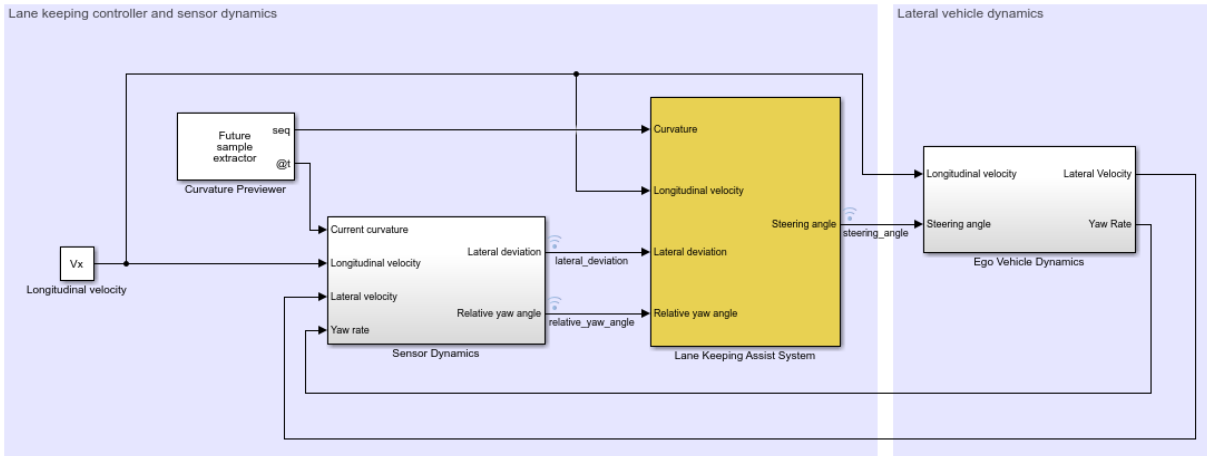 Lane keeping controller and sensor dynamics
Lateral vehicle dynamics
Future
sample
extractor
seq
@t
Curvature Previewer
Vx
Longitudinal velocity
Current curvature
Longitudinal velocity
Lateral velocity
Yaw rate
Lateral deviation
Relative yaw angle
Sensor Dynamics
lateral_deviation
relative_yaw_angle
Curvature
Longitudinal velocity
Lateral deviation
Relative yaw angle
Steering angle
Lane Keeping Assist System
steering_angle
Longitudinal velocity
Steering angle
Lateral Velocity
Yaw Rate
Ego Vehicle Dynamics